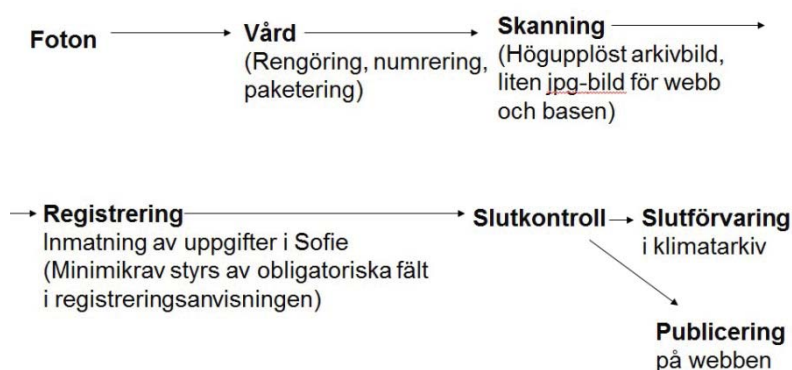 Foton
Vård
(Rengöring, numrering,
paketering)
Skanning
(Högupplöst arkivbild,
liten jpg-bild för webb
och basen)
Registrering
Inmatning av uppgifter i Sofie
(Minimikrav styrs av obligatoriska fält
i registreringsanvisningen)
Slutkontroll
Slutförvaring
i klimatarkiv
Publicering
på webben